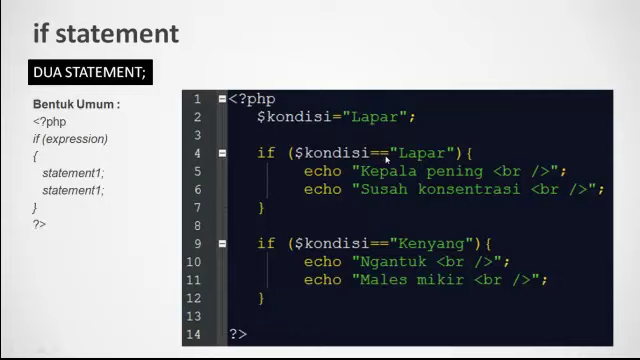 if statement
DUA STATEMENT;
Bentuk Umum :
<?php
if (expression)
{
statement1;
statement1;
}
?>
1 <?php
2 $kondisi="Lapar";
3
4 if ($kondisi=="Lapar"){
5 echo "Kepala pening <br />";
6 echo "Susah konsentrasi <br />";
7 }
8
9 if ($kondisi=="Kenyang"){
10 echo "Ngantuk <br />";
11 echo "Males mikir <br />";
12 }
13
14 ?>